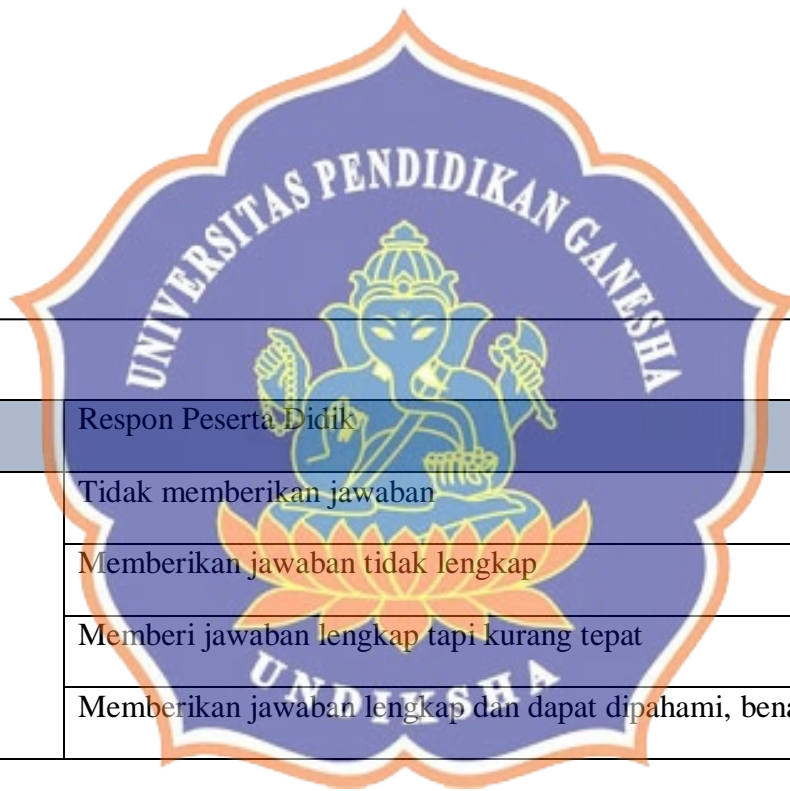 UNIVERSITAS PENDIDIKAN GANESHA
Respon Peserta Didik
Tidak memberikan jawaban
Memberikan jawaban tidak lengkap
Memberi jawaban lengkap tapi kurang tepat
UNDIKSHA
Memberikan jawaban lengkap dan dapat dipahami,